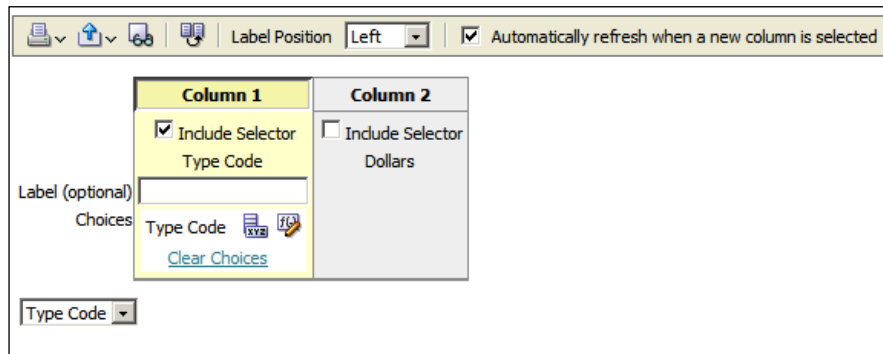 Label Position Left Automatically refresh when a new column is selected
Column 1 Column 2
Include Selector Include Selector
Type Code Dollars
Label (optional)
Choices Type Code XYZ f(...)
Clear Choices
Type Code